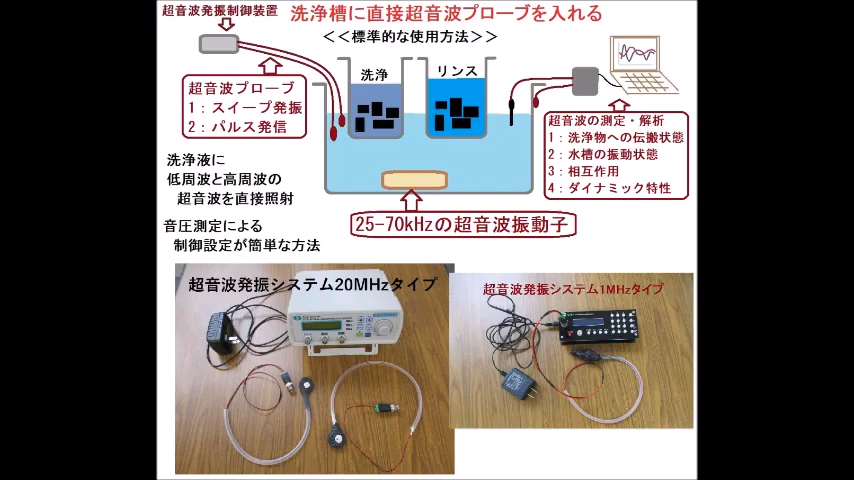 超音波発振制御装置
洗浄槽に直接超音波プローブを入れる
<<標準的な使用方法>>
洗浄
リンス
超音波プローブ
1:スイープ発振
2:パルス発信
超音波の測定・解析
1:洗浄物への伝搬状態
2:水槽の振動状態
3:相互作用
4:ダイナミック特性
洗浄液に
低周波と高周波の
超音波を直接照射
25-70kHzの超音波振動子
音圧測定による
制御設定が簡単な方法
超音波発振システム20MHzタイプ
超音波発振システム1MHzタイプ